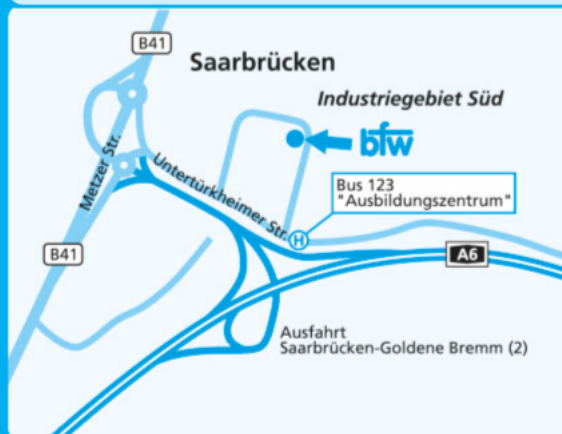 B41
Saarbrücken
Industriegebiet Süd
bfw
Metzer Str.
Untertürkheimer Str.
Bus 123
"Ausbildungszentrum"
H
B41
A6
Ausfahrt
Saarbrücken-Goldene Bremm (2)